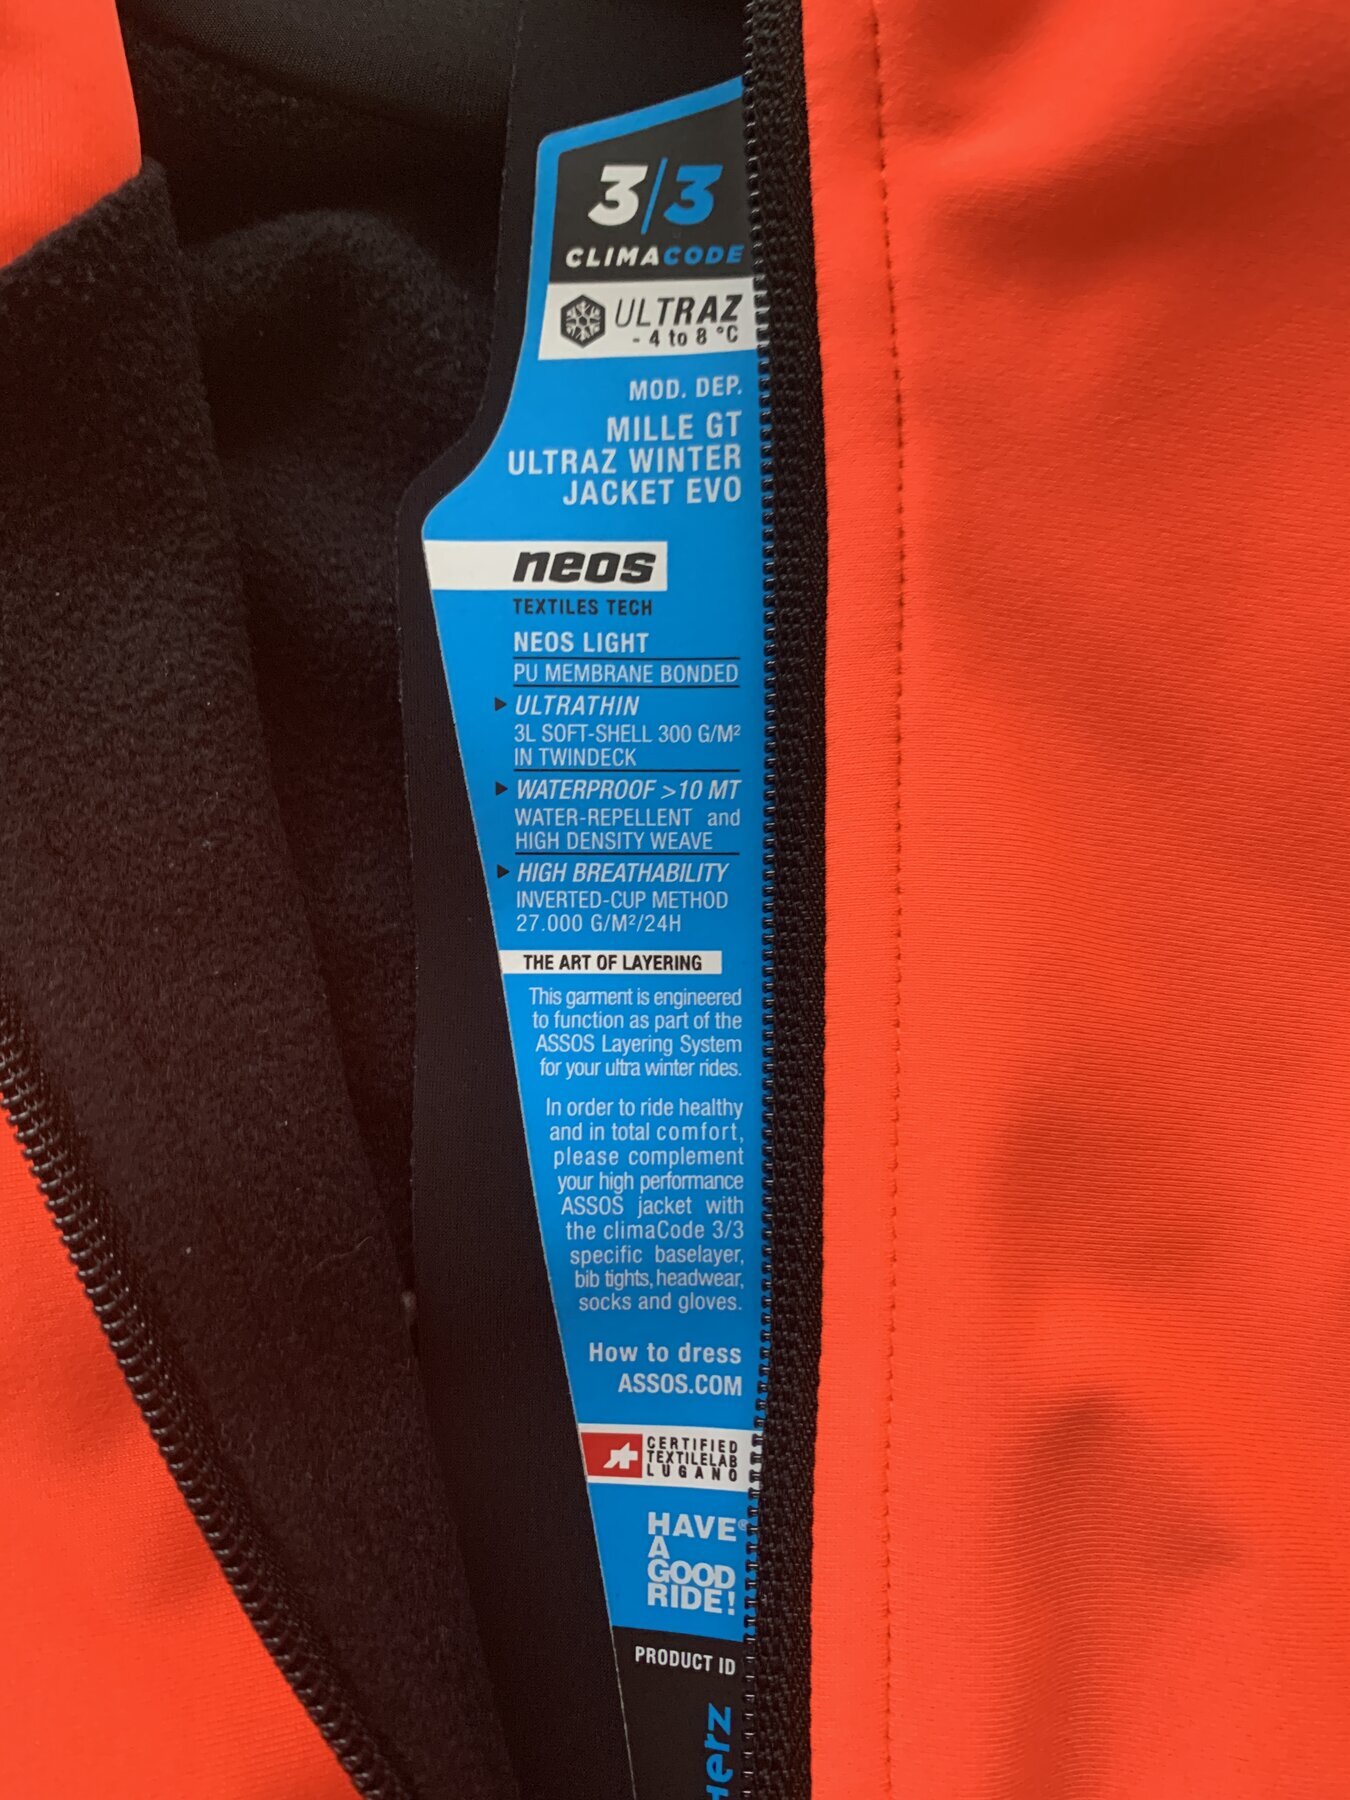 3/3
CLIMACODE
ULTRAZ
- 4 to 8 °C
MOD. DEP.
MILLE GT
ULTRAZ WINTER
JACKET EVO
neos
TEXTILES TECH
NEOS LIGHT
PU MEMBRANE BONDED
ULTRATHIN
3L SOFT-SHELL 300 G/M²
IN TWINDECK
WATERPROOF >10 MT
WATER-REPELLENT and
HIGH DENSITY WEAVE
HIGH BREATHABILITY
INVERTED-CUP METHOD
27.000 G/M²/24H
THE ART OF LAYERING
This garment is engineered
to function as part of the
ASSOS Layering System
for your ultra winter rides.
In order to ride healthy
and in total comfort,
please complement
your high performance
ASSOS jacket with
the climaCode 3/3
specific baselayer,
bib tights, headwear,
socks and gloves.
How to dress
ASSOS.COM
CERTIFIED
TEXTILELAB
LUGANO
HAVE®
A
GOOD
RIDE!
PRODUCT ID